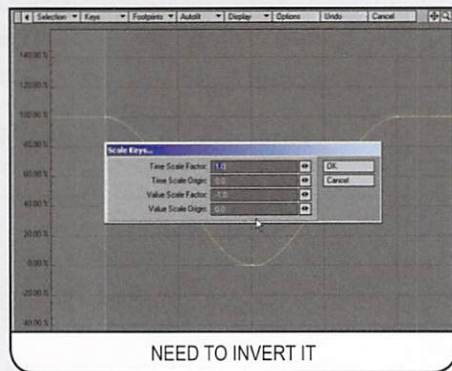 Selection Keys Footprints Autofit Display Options Undo Cancel
140.00 %
120.00 %
100.00 %
80.00 %
60.00 %
40.00 %
20.00 %
0.00 %
-20.00 %
-40.00 %
Scale Keys...
Time Scale Factor: 1.0 OK
Time Scale Origin: 0.0 Cancel
Value Scale Factor: -1.0
Value Scale Origin: 0.0
NEED TO INVERT IT